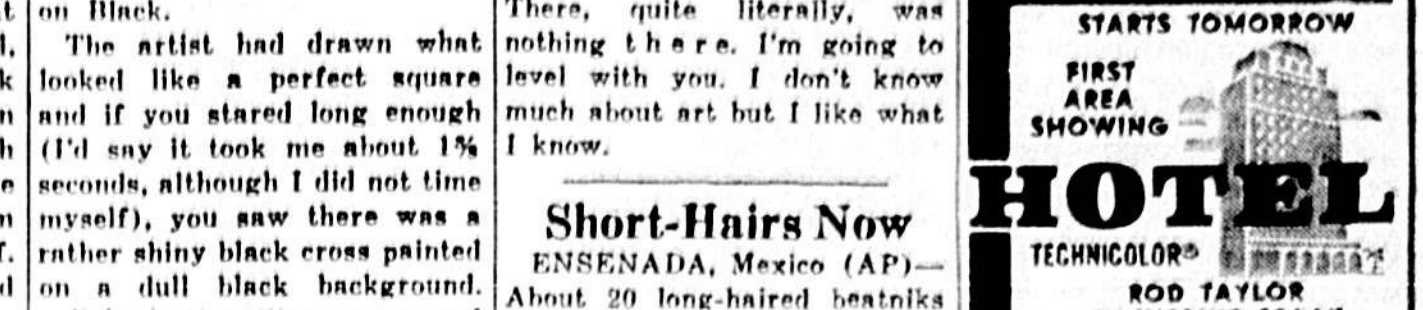 t
l,
k
n
h
e
n
f.
d
on Black.
The artist had drawn what
looked like a perfect square
and if you stared long enough
(I'd say it took me about 1¾
seconds, although I did not time
myself), you saw there was a
rather shiny black cross painted
on a dull black background.
There, quite literally, was
nothing there. I'm going to
level with you. I don't know
much about art but I like what
I know.
Short-Hairs Now
ENSENADA, Mexico (AP)—
About 20 long-haired beatniks
STARTS TOMORROW
FIRST
AREA
SHOWING
HOTEL
TECHNICOLOR®
ROD TAYLOR